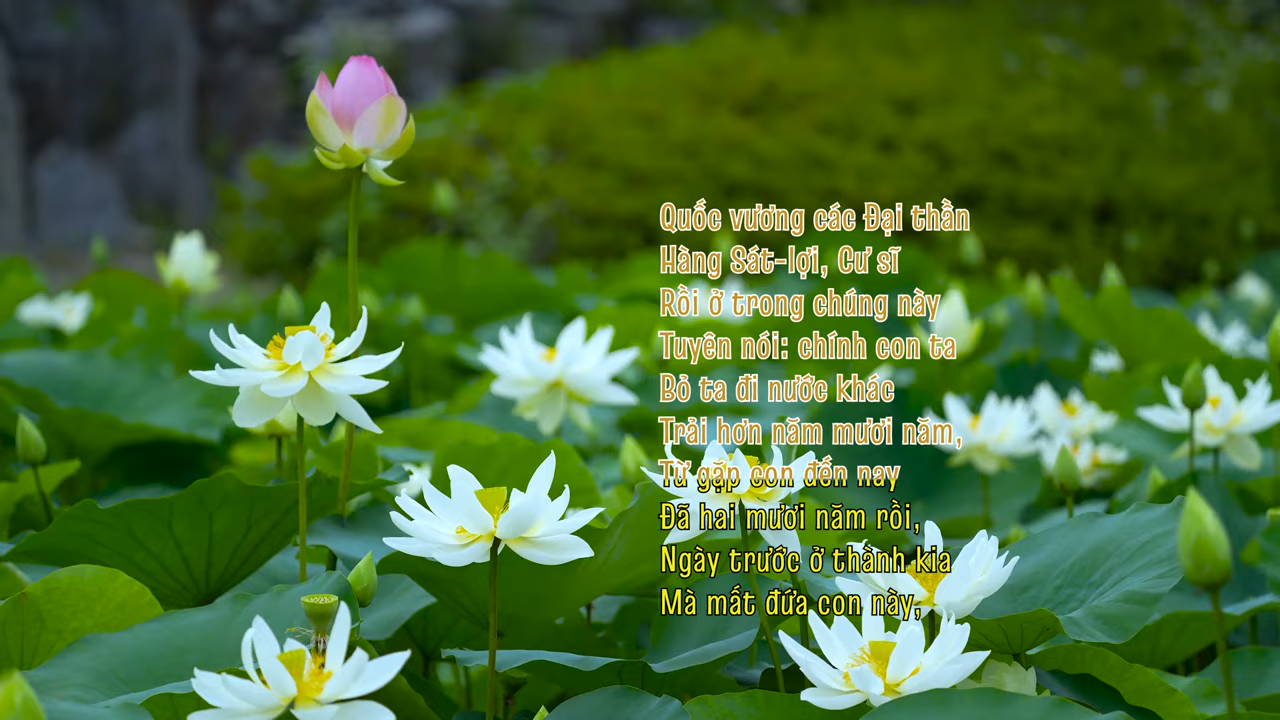 Quốc vương các Đại thần
Hàng Sát-lợi, Cư sĩ
Rồi ở trong chúng này
Tuyên nói: chính con ta
Bỏ ta đi nước khác
Trải hơn năm mươi năm,
Từ gặp con đến nay
Đã hai mươi năm rồi,
Ngày trước ở thành kia
Mà mất đứa con này,